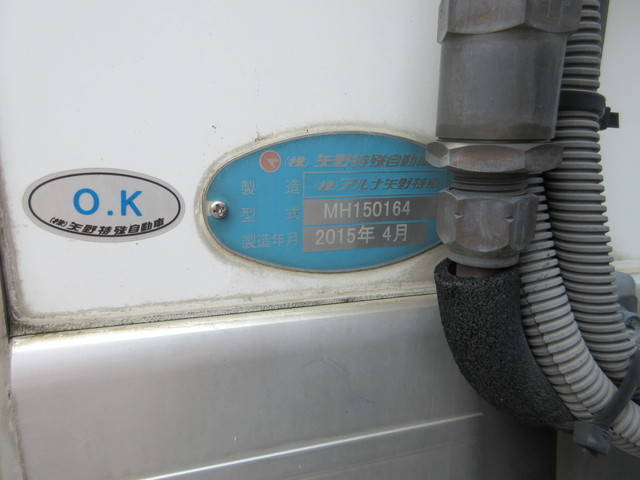 O.K
(株)矢野特殊自動車
(株)矢野特殊自動
製 造 (株)アルナ矢野特
型 式 MH150164
製造年月 2015年 4月